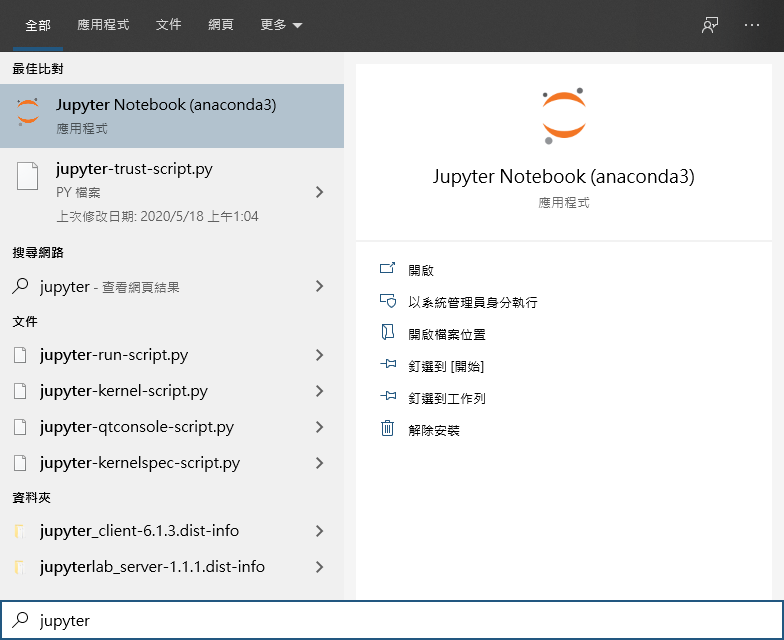 全部 應用程式 文件 網頁 更多
最佳比對
Jupyter Notebook (anaconda3)
應用程式
jupyter-trust-script.py
PY 檔案
上次修改日期: 2020/5/18 上午1:04
搜尋網路
jupyter - 查看網頁結果
文件
jupyter-run-script.py
jupyter-kernel-script.py
jupyter-qtconsole-script.py
jupyter-kernelspec-script.py
資料夾
jupyter_client-6.1.3.dist-info
jupyterlab_server-1.1.1.dist-info
Jupyter Notebook (anaconda3)
應用程式
開啟
以系統管理員身分執行
開啟檔案位置
釘選到 [開始]
釘選到工作列
解除安裝
jupyter